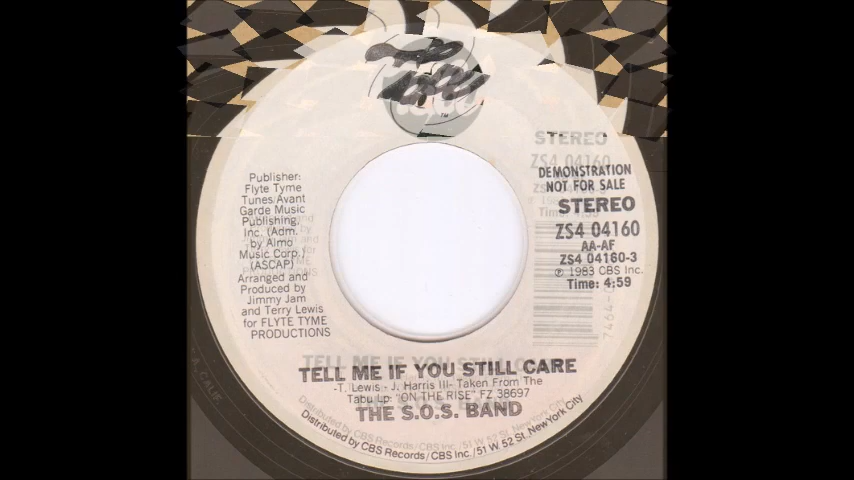 Publisher:
Flyte Tyme
Tunes/Avant
Garde Music
Publishing,
Inc. (Adm.
by Almo
Music Corp.)
(ASCAP)
Arranged and
Produced by
Jimmy Jam
and Terry Lewis
for FLYTE TYME
PRODUCTIONS
STEREO
ZS4 04160
DEMONSTRATION
NOT FOR SALE
STEREO
ZS4 04160
AA-AF
ZS4 04160-3
℗ 1983 CBS Inc.
Time: 4:59
TELL ME IF YOU STILL CARE
-T. Lewis - J. Harris III- Taken From The
Tabu Lp: "ON THE RISE" FZ 38697
THE S.O.S. BAND
Distributed by CBS Records/CBS Inc./51 W. 52 St., New York City